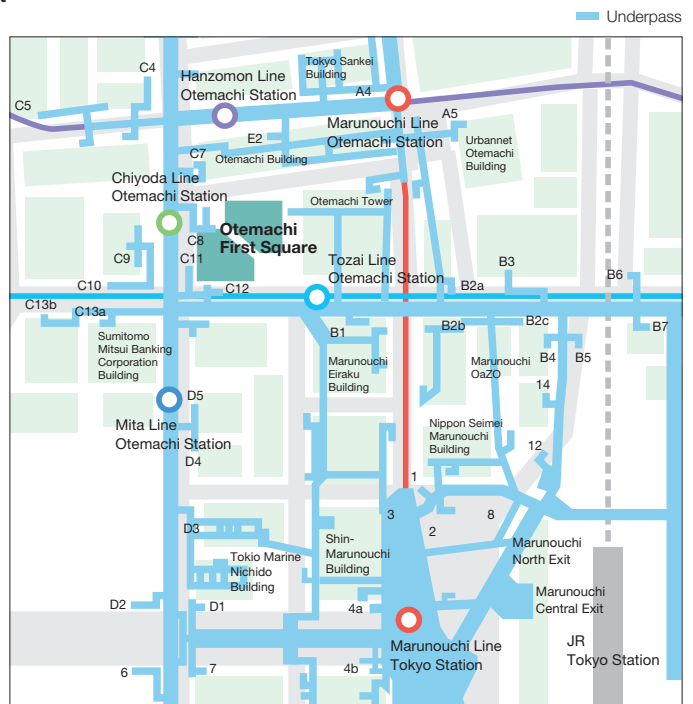 Underpass
C4
Hanzomon Line
Otemachi Station
Tokyo Sankei
Building
A4
C5
Marunouchi Line
Otemachi Station
A5
E2
Urbannet
Otemachi
Building
C7
Otemachi Building
Chiyoda Line
Otemachi Station
Otemachi Tower
Otemachi
First Square
C8
C9
C11
Tozai Line
Otemachi Station
C10
C12
B2a
B3
B6
C13b
C13a
B1
B2b
B2c
B7
Sumitomo
Mitsui Banking
Corporation
Building
Marunouchi
Eiraku
Building
Marunouchi
OaZO
B4
B5
14
D5
Mita Line
Otemachi Station
D4
Nippon Seimei
Marunouchi
Building
12
1
3
2
8
D3
Shin-
Marunouchi
Building
Tokio Marine
Nichido
Building
Marunouchi
North Exit
Marunouchi
Central Exit
D2
D1
4a
Marunouchi Line
Tokyo Station
JR
Tokyo Station
6
7
4b